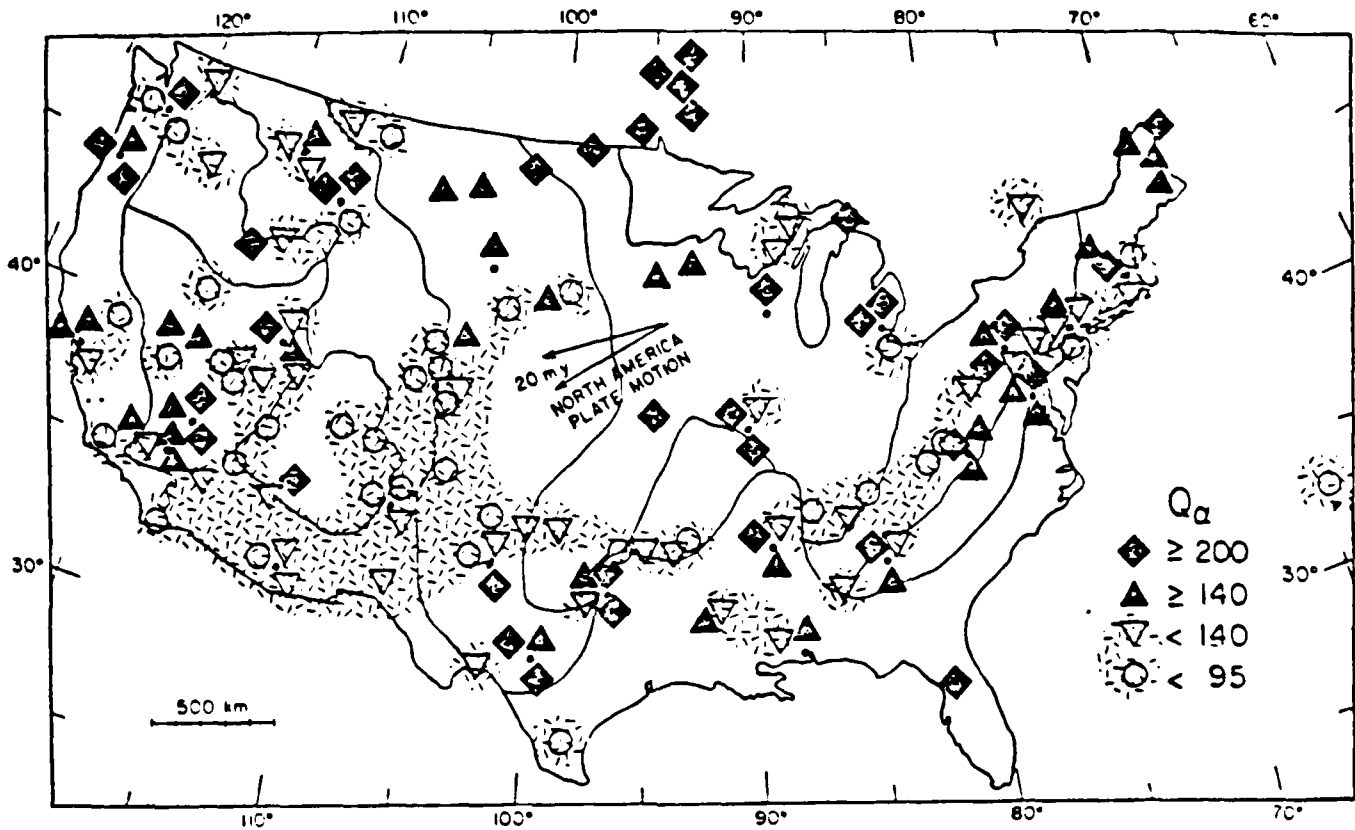 120° 110° 100° 90° 80° 70° 60°
40° 40°
20 m y
NORTH AMERICA
PLATE MOTION
Qα
≥ 200
30° ≥ 140 30°
< 140
< 95
500 km
110° 100° 90° 80° 70°